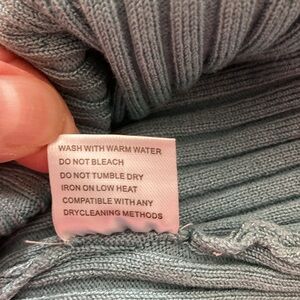 WASH WITH WARM WATER
DO NOT BLEACH
DO NOT TUMBLE DRY
IRON ON LOW HEAT
COMPATIBLE WITH ANY
DRYCLEANING METHODS